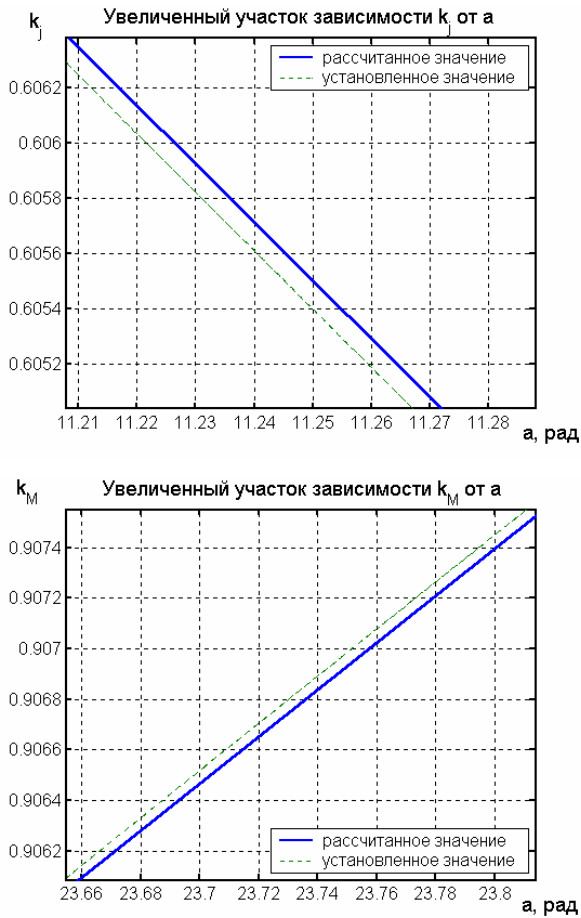 k_j
Увеличенный участок зависимости k_j от a
рассчитанное значение
установленное значение
0.6062
0.606
0.6058
0.6056
0.6054
0.6052
11.21 11.22 11.23 11.24 11.25 11.26 11.27 11.28
a, рад
k_M
Увеличенный участок зависимости k_M от a
0.9074
0.9072
0.907
0.9068
0.9066
0.9064
0.9062
рассчитанное значение
установленное значение
23.66 23.68 23.7 23.72 23.74 23.76 23.78 23.8
a, рад